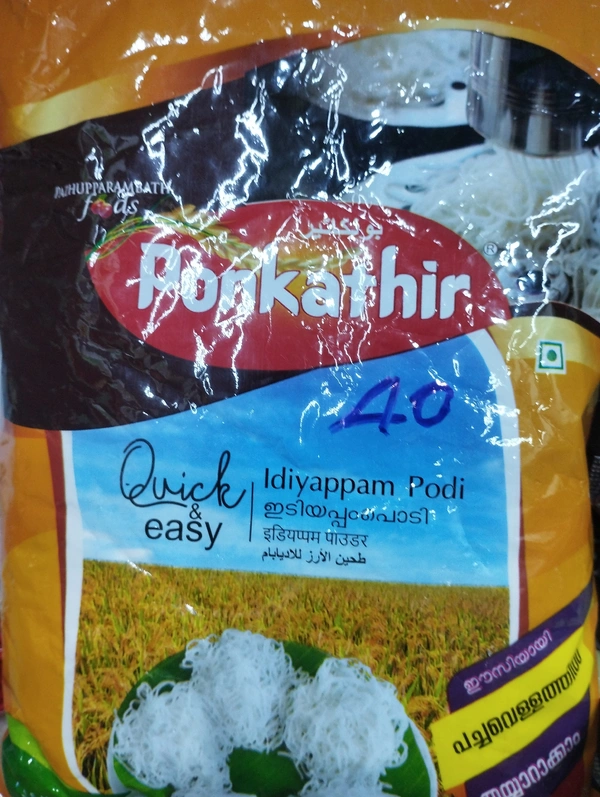 PAZHUPPARAMBATH
foods
بونكثير
Ponkathir
®
40
Quick
&
easy
Idiyappam Podi
ഇടിയപ്പംപൊടി
इडियप्पम पाउडर
طحين الأرز للاديابام
ഈസിയായി
പച്ചവെള്ളത്തിൽ
തയ്യാറാക്കാം